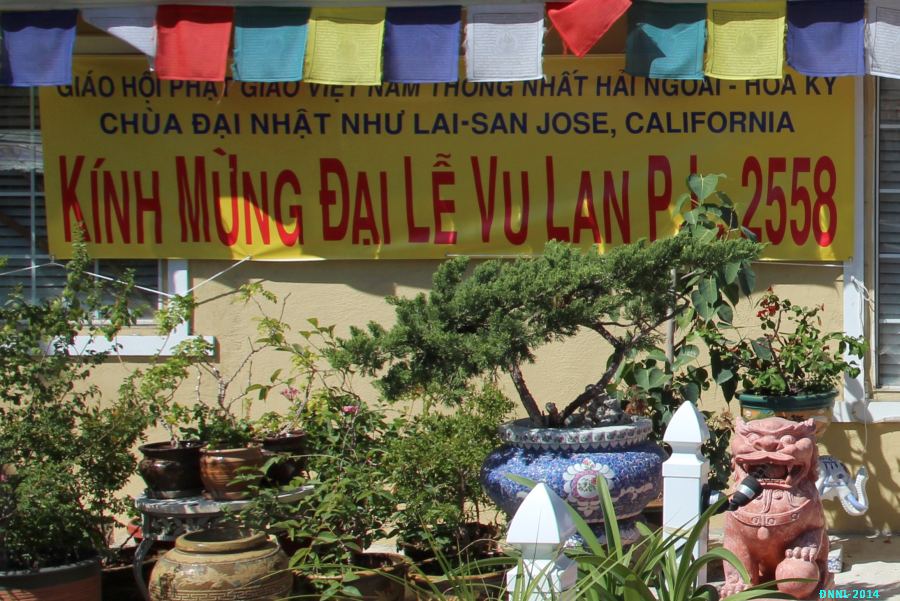 GIÁO HỘI PHẬT GIÁO VIỆT NAM THỐNG NHẤT HẢI NGOẠI - HOA KỲ
CHÙA ĐẠI NHẬT NHƯ LAI-SAN JOSE, CALIFORNIA
KÍNH MỪNG ĐẠI LỄ VU LAN P.L. 2558
ĐNNL-2014